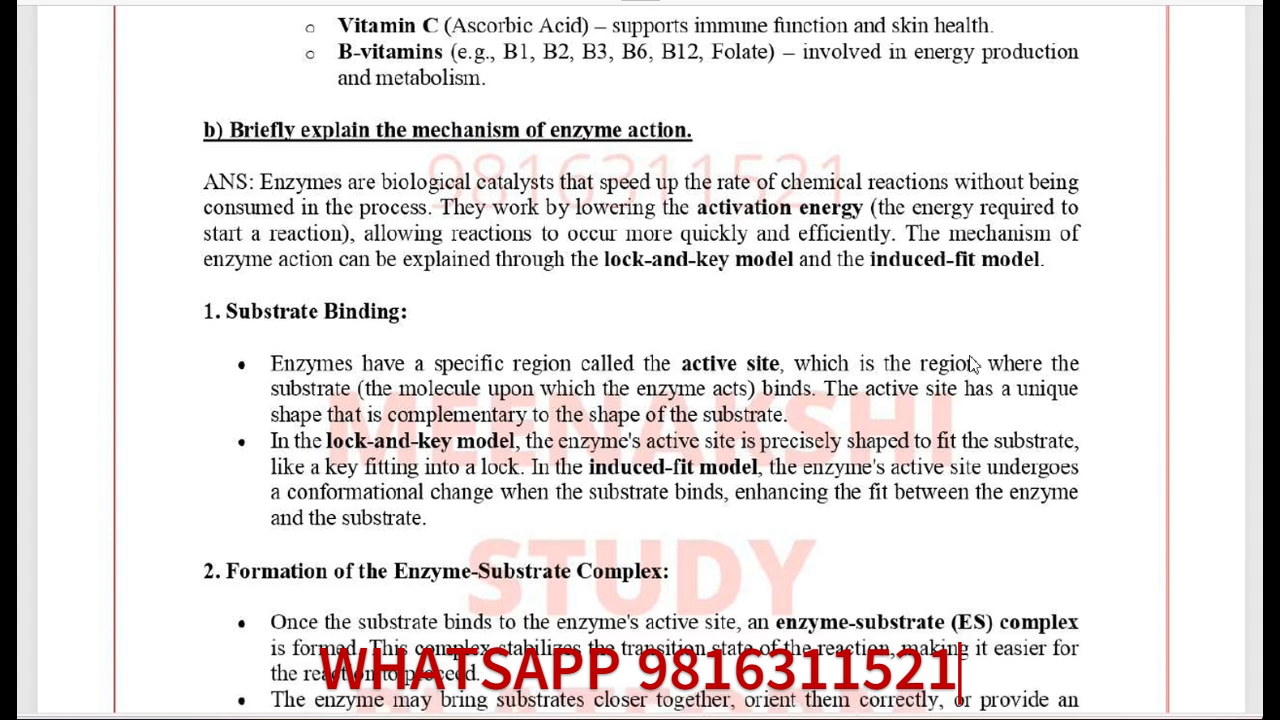 ○ Vitamin C (Ascorbic Acid) – supports immune function and skin health.
○ B-vitamins (e.g., B1, B2, B3, B6, B12, Folate) – involved in energy production
and metabolism.
b) Briefly explain the mechanism of enzyme action.
9816311521
ANS: Enzymes are biological catalysts that speed up the rate of chemical reactions without being
consumed in the process. They work by lowering the activation energy (the energy required to
start a reaction), allowing reactions to occur more quickly and efficiently. The mechanism of
enzyme action can be explained through the lock-and-key model and the induced-fit model.
1. Substrate Binding:
• Enzymes have a specific region called the active site, which is the region where the
substrate (the molecule upon which the enzyme acts) binds. The active site has a unique
shape that is complementary to the shape of the substrate.
MEENAKSHI
• In the lock-and-key model, the enzyme's active site is precisely shaped to fit the substrate,
like a key fitting into a lock. In the induced-fit model, the enzyme's active site undergoes
a conformational change when the substrate binds, enhancing the fit between the enzyme
and the substrate.
STUDY
2. Formation of the Enzyme-Substrate Complex:
• Once the substrate binds to the enzyme's active site, an enzyme-substrate (ES) complex
is formed. This complex stabilizes the transition state of the reaction, making it easier for
the reaction to proceed.
WHATSAPP 9816311521
• The enzyme may bring substrates closer together, orient them correctly, or provide an